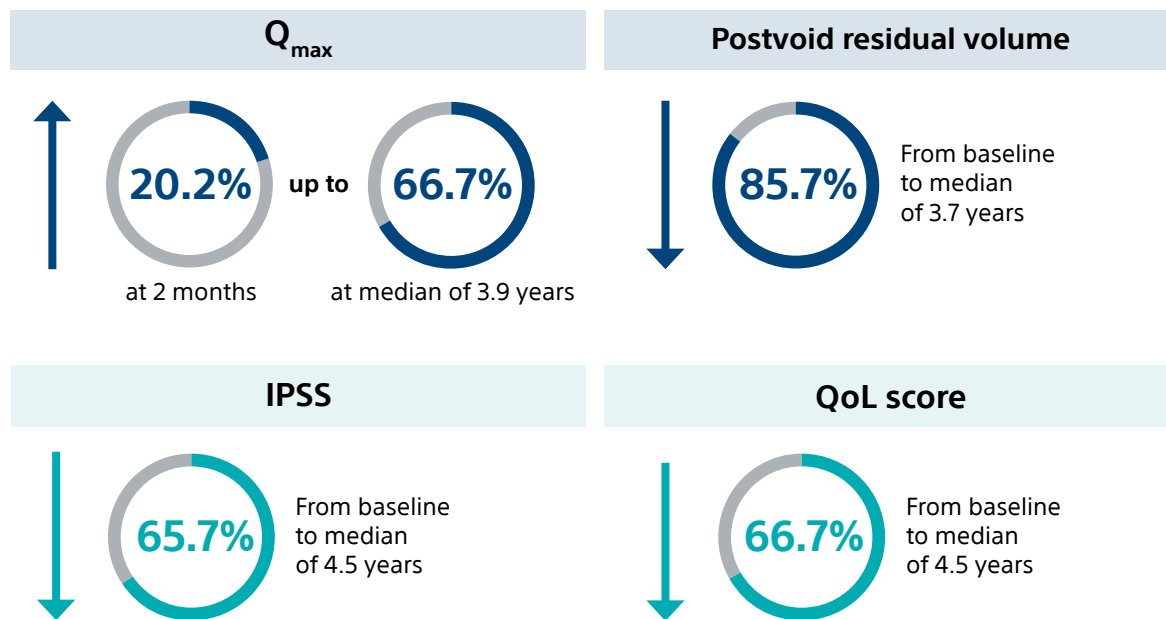 Qmax
20.2%
at 2 months
up to
66.7%
at median of 3.9 years
Postvoid residual volume
85.7%
From baseline
to median
of 3.7 years
IPSS
65.7%
From baseline
to median
of 4.5 years
QoL score
66.7%
From baseline
to median
of 4.5 years